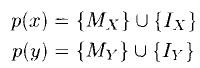 p(x) = {M_X} ∪ {I_X}
p(y) = {M_Y} ∪ {I_Y}